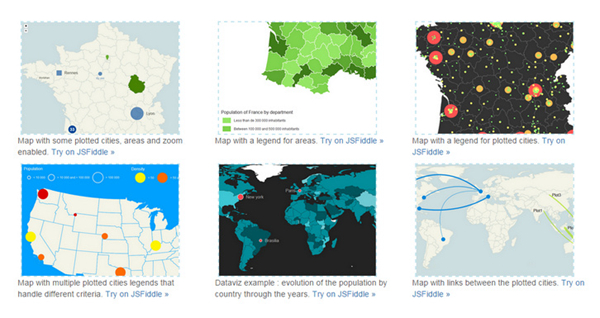 Rennes
Lyon
Map with some plotted cities, areas and zoom
enabled. Try on JSFiddle »
Population of France by department
Less than de 300 000 inhabitants
Between 100 000 and 500 000 inhabitants
Map with a legend for areas. Try on JSFiddle »
Map with a legend for plotted cities. Try on
JSFiddle »
Population
Density
Map with multiple plotted cities legends that
handle different criteria. Try on JSFiddle »
New york
Brasilia
Dataviz example : evolution of the population by
country through the years. Try on JSFiddle »
Plot3
Plot1
Map with links between the plotted cities. Try on
JSFiddle »